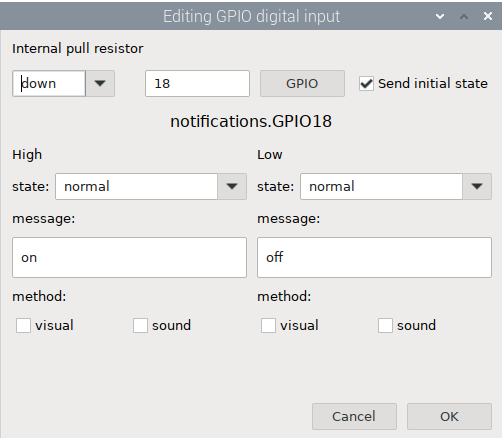 Editing GPIO digital input
Internal pull resistor
down 18 GPIO Send initial state
notifications.GPIO18
High Low
state: normal state: normal
message: message:
on off
method: method:
visual sound visual sound
Cancel OK